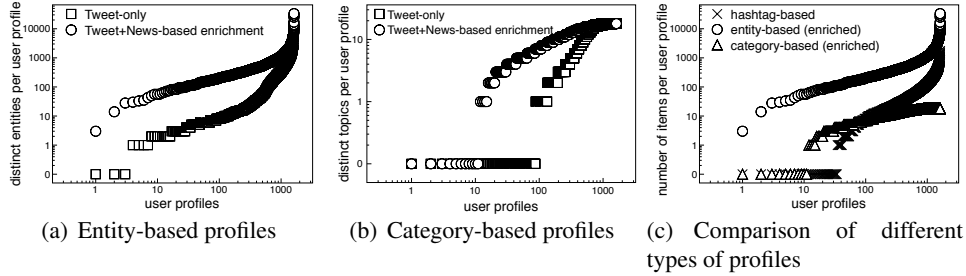 distinct entities per user profile
10000
1000
100
10
1
0
Tweet-only
Tweet+News-based enrichment
1 10 100 1000
user profiles
(a) Entity-based profiles
distinct topics per user profile
10
1
0
Tweet-only
Tweet+News-based enrichment
1 10 100 1000
user profiles
(b) Category-based profiles
number of items per user profile
10000
1000
100
10
1
0
hashtag-based
entity-based (enriched)
category-based (enriched)
1 10 100 1000
user profiles
(c) Comparison of different
types of profiles